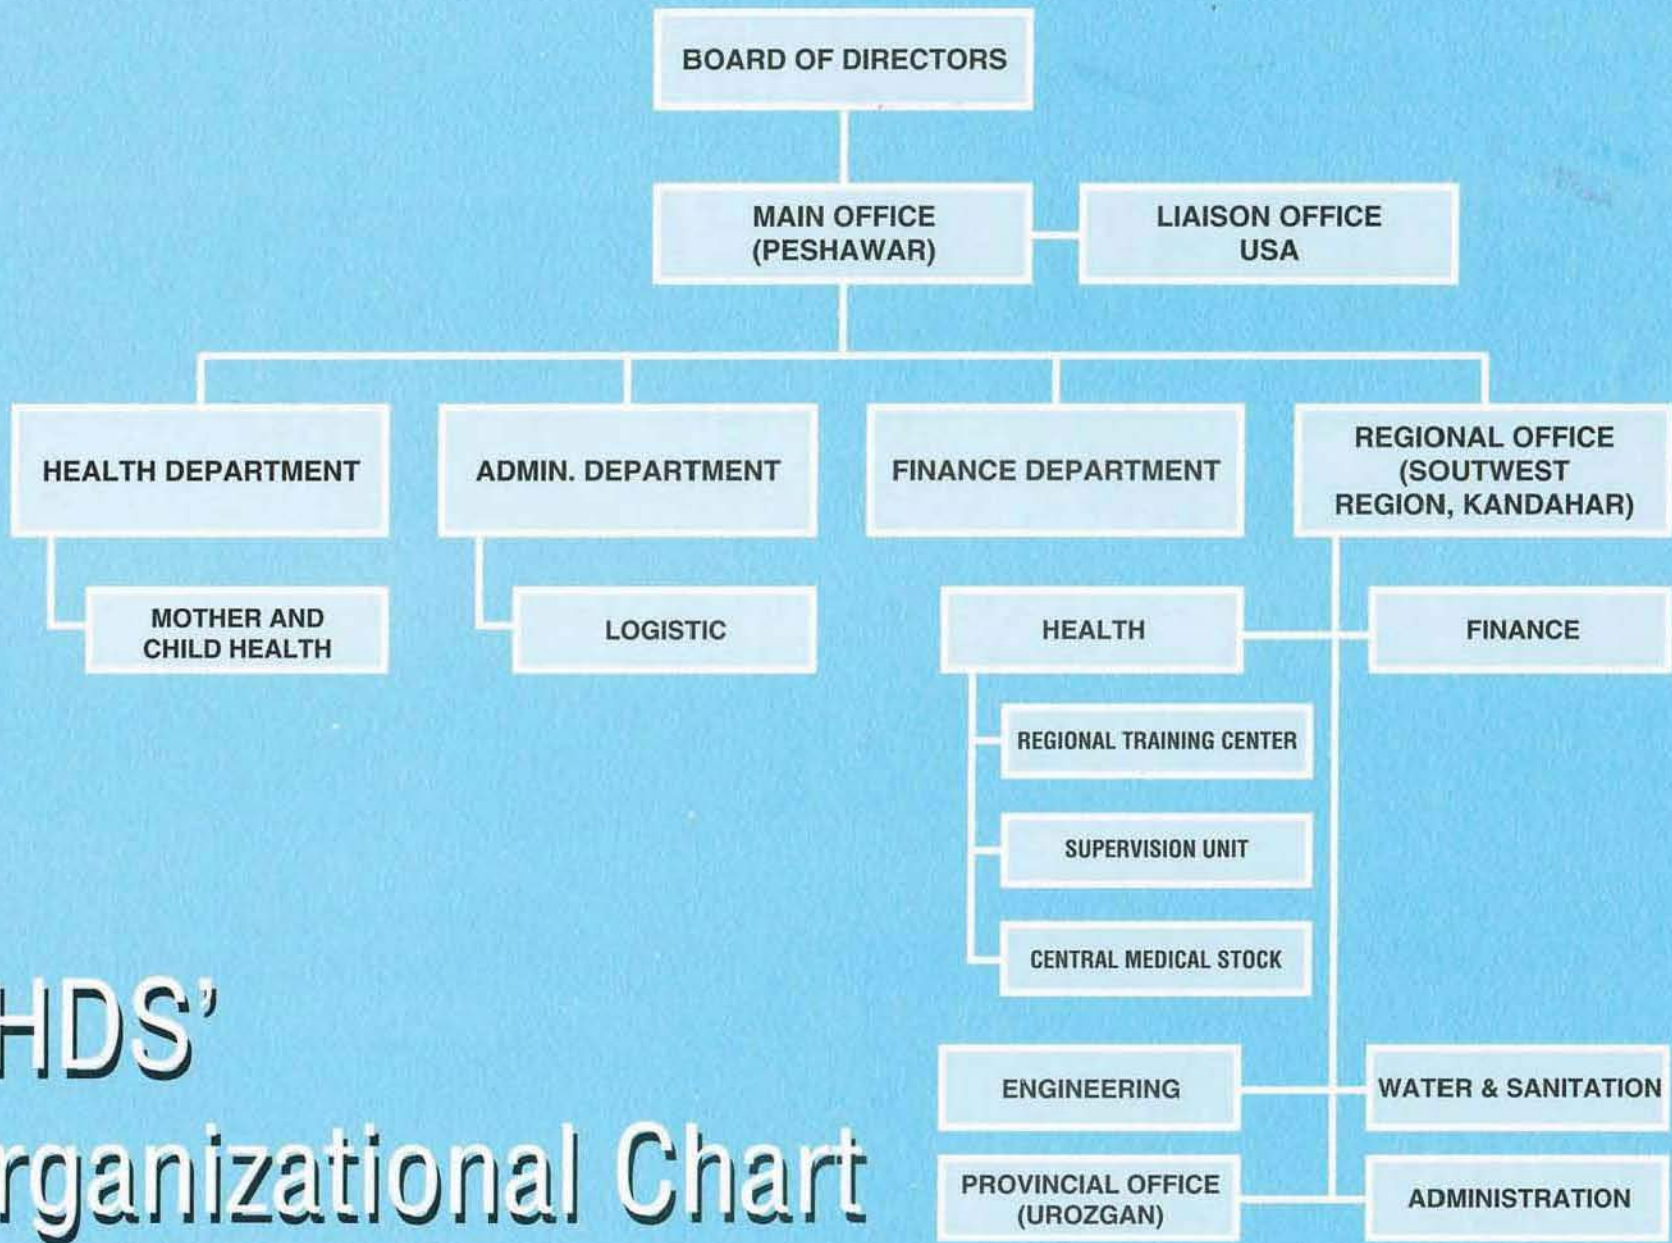 BOARD OF DIRECTORS
MAIN OFFICE
(PESHAWAR)
LIAISON OFFICE
USA
HEALTH DEPARTMENT
ADMIN. DEPARTMENT
FINANCE DEPARTMENT
REGIONAL OFFICE
(SOUTWEST
REGION, KANDAHAR)
MOTHER AND
CHILD HEALTH
LOGISTIC
HEALTH
FINANCE
REGIONAL TRAINING CENTER
SUPERVISION UNIT
CENTRAL MEDICAL STOCK
ENGINEERING
WATER & SANITATION
PROVINCIAL OFFICE
(UROZGAN)
ADMINISTRATION
HDS’
rganizational Chart